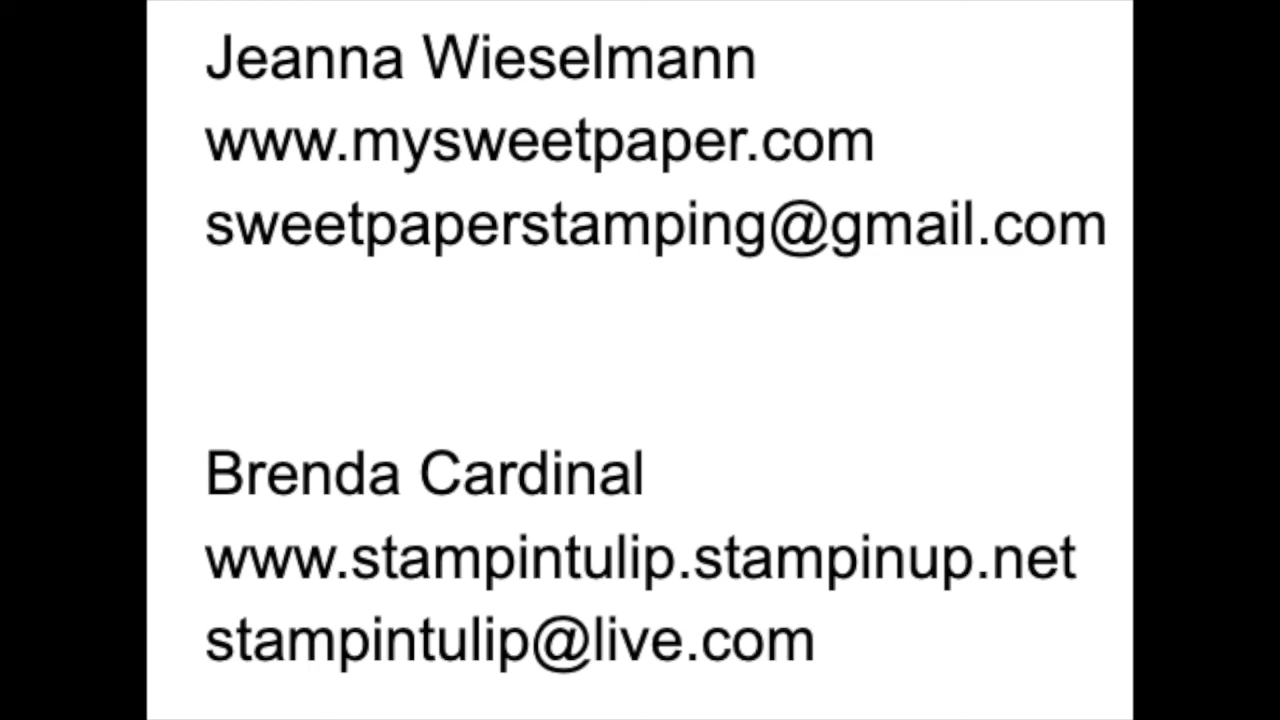 Jeanna Wieselmann
www.mysweetpaper.com
sweetpaperstamping@gmail.com
Brenda Cardinal
www.stampintulip.stampinup.net
stampintulip@live.com